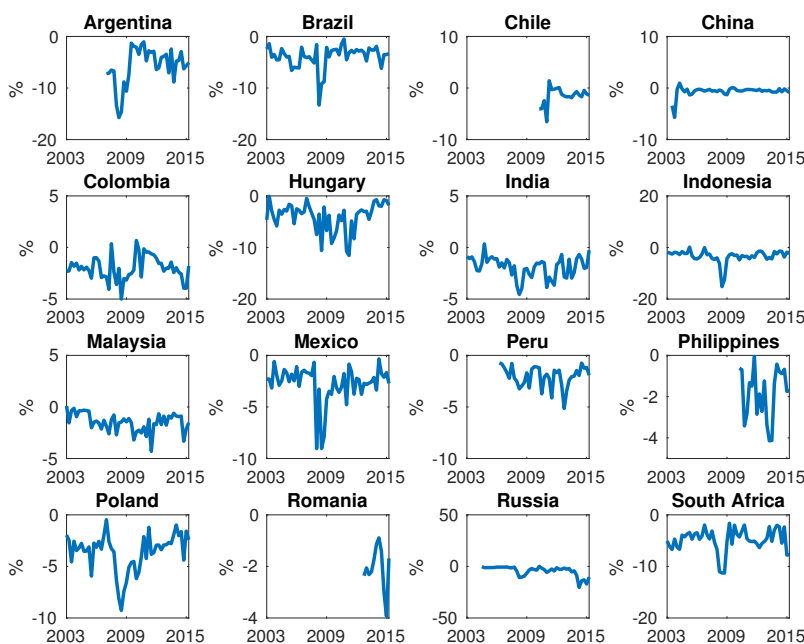 Argentina Brazil Chile China
0 0 10 10
% -10 % -10 % 0 % 0
-20 -20 -10 -10
2003 2009 2015 2003 2009 2015 2003 2009 2015 2003 2009 2015
Colombia Hungary India Indonesia
5 0 5 20
% 0 % -10 % 0 % 0
-5 -20 -5 -20
2003 2009 2015 2003 2009 2015 2003 2009 2015 2003 2009 2015
Malaysia Mexico Peru Philippines
5 0 0 0
% 0 % -5 % -5 % -2
-4
-5 -10 -10
2003 2009 2015 2003 2009 2015 2003 2009 2015 2003 2009 2015
Poland Romania Russia South Africa
0 0 50 0
% -5 % -2 % 0 % -10
-10 -4 -50 -20
2003 2009 2015 2003 2009 2015 2003 2009 2015 2003 2009 2015